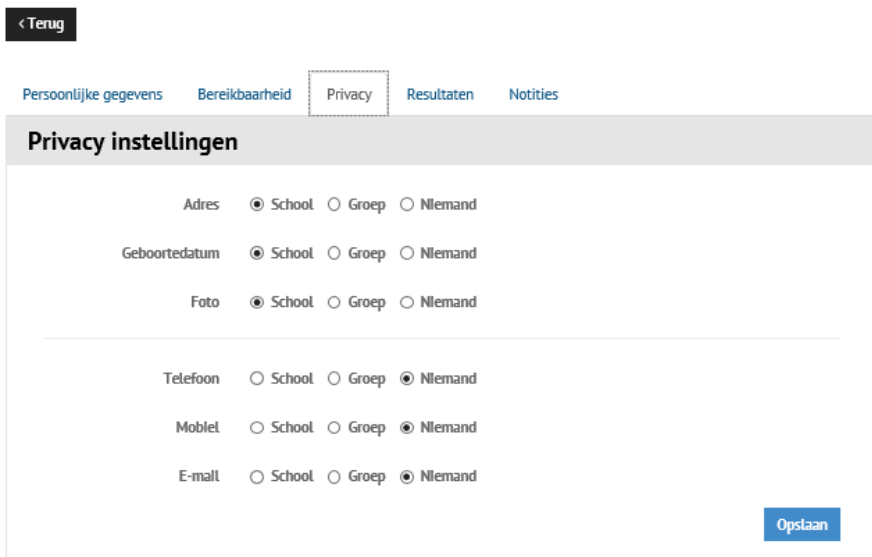 Terug
Persoonlijke gegevens Bereikbaarheid Privacy Resultaten Notities
Privacy instellingen
Adres School Groep Niemand
Geboortedatum School Groep Niemand
Foto School Groep Niemand
Telefoon School Groep Niemand
Mobiel School Groep Niemand
E-mail School Groep Niemand
Opslaan